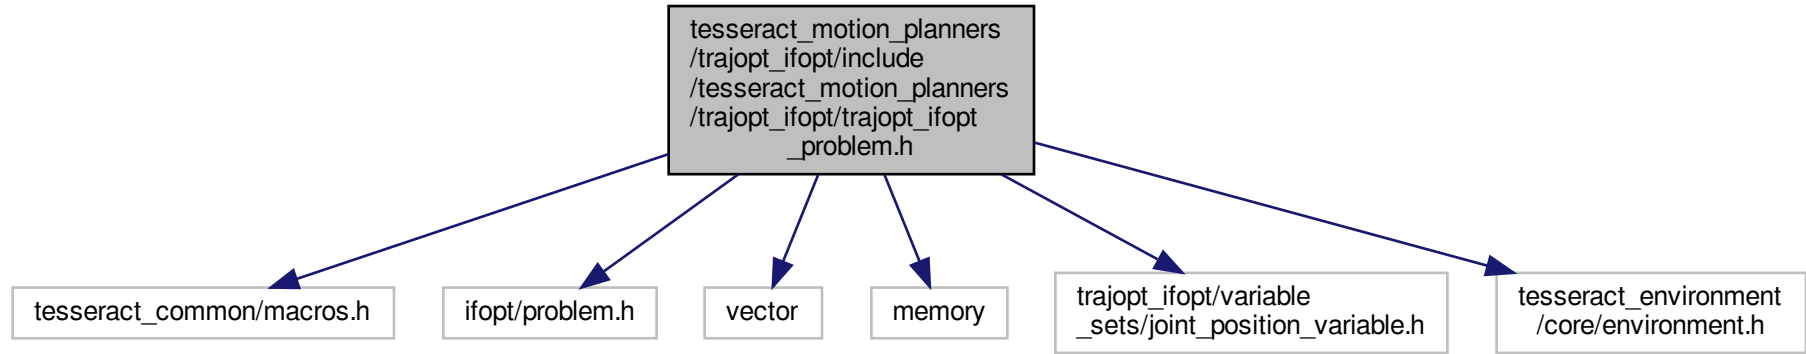 tesseract_motion_planners
/trajopt_ifopt/include
/tesseract_motion_planners
/trajopt_ifopt/trajopt_ifopt
_problem.h
tesseract_common/macros.h
ifopt/problem.h
vector
memory
trajopt_ifopt/variable
_sets/joint_position_variable.h
tesseract_environment
/core/environment.h